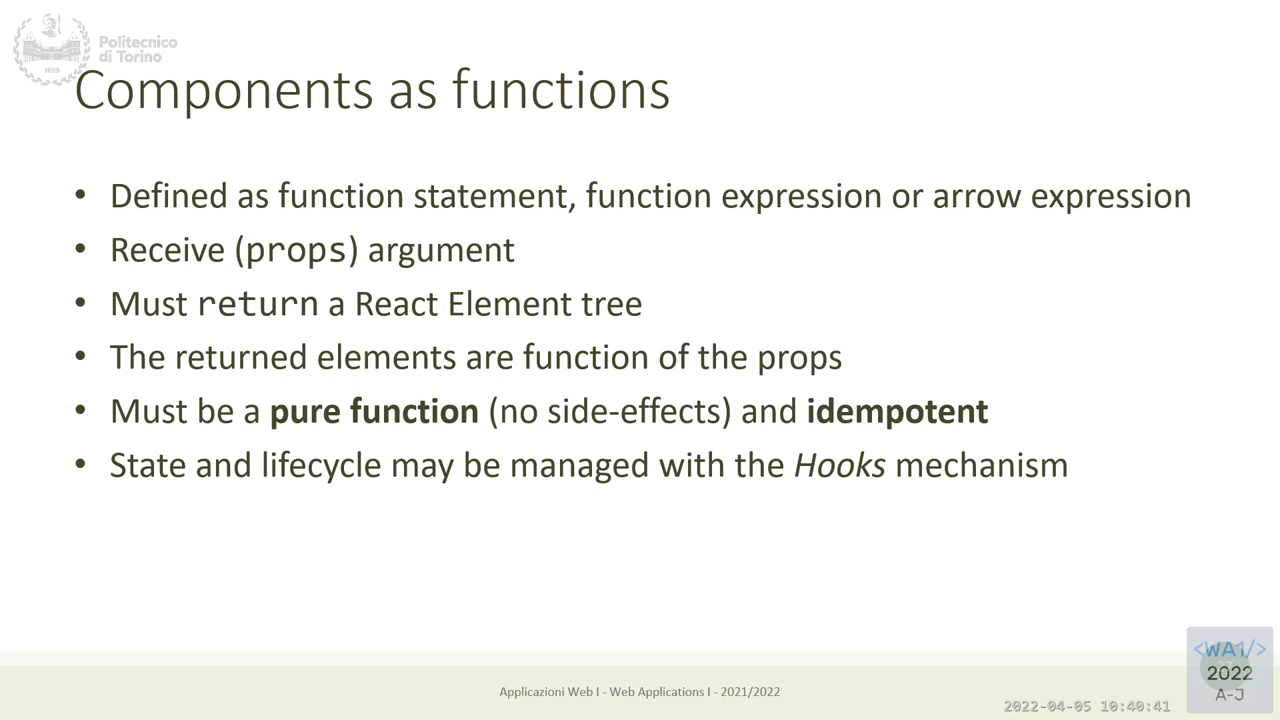 Politecnico
di Torino
1859
Components as functions
• Defined as function statement, function expression or arrow expression
• Receive (props) argument
• Must return a React Element tree
• The returned elements are function of the props
• Must be a pure function (no side-effects) and idempotent
• State and lifecycle may be managed with the Hooks mechanism
Applicazioni Web I - Web Applications I - 2021/2022
2022-04-05 10:40:41
<WA1/>
2022
A-J